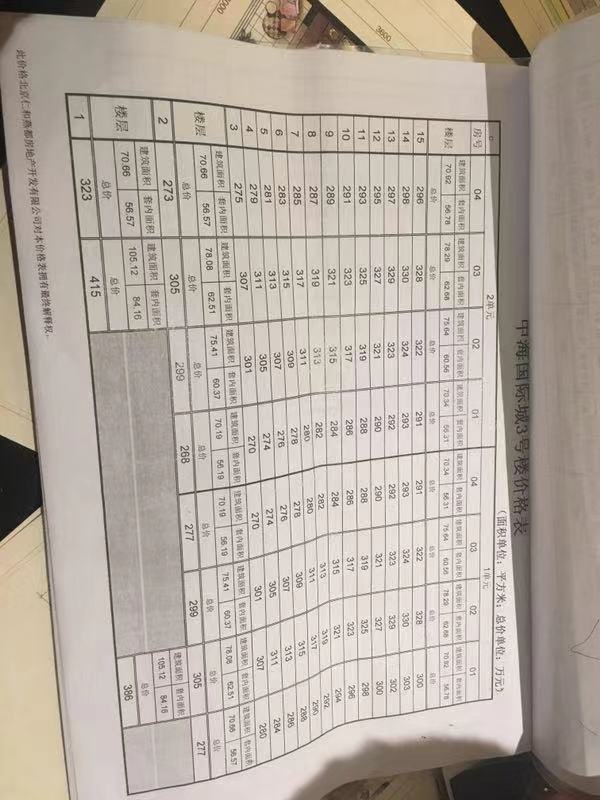 中海国际城3号楼价格表
(面积单位：平方米；总价单位：万元)
2单元 1单元
房号 04 03 02 01 04 03 02 01
楼层 建筑面积 套内面积 建筑面积 套内面积 建筑面积 套内面积 建筑面积 套内面积 建筑面积 套内面积 建筑面积 套内面积 建筑面积 套内面积 建筑面积 套内面积
70.92 56.78 78.29 62.68 75.64 60.56 70.34 56.31 70.34 56.31 75.64 60.56 78.29 62.68 70.92 56.78
总价 总价 总价 总价 总价 总价 总价 总价
15 296 328 322 291 291 322 328 300
14 298 330 324 293 293 324 330 303
13 297 329 323 292 292 323 329 302
12 295 327 321 290 290 321 327 300
11 293 325 319 288 288 319 325 298
10 291 323 317 286 286 317 323 296
9 289 321 315 284 284 315 321 294
8 287 319 313 282 282 313 319 292
7 285 317 311 280 280 311 317 290
6 283 315 309 278 278 309 315 288
5 281 313 307 276 276 307 313 286
4 279 311 305 274 274 305 311 284
3 275 307 301 270 270 301 307 280
楼层 建筑面积 套内面积 建筑面积 套内面积 建筑面积 套内面积 建筑面积 套内面积 建筑面积 套内面积 建筑面积 套内面积 建筑面积 套内面积 建筑面积 套内面积
70.66 56.57 78.08 62.51 75.41 60.37 70.19 56.19 70.19 56.19 75.41 60.37 78.08 62.51 70.66 56.57
总价 总价 总价 总价 总价 总价 总价 总价
2 273 305 299 268 277 299 305 277
楼层 建筑面积 套内面积 建筑面积 套内面积 建筑面积 套内面积
70.66 56.57 105.12 84.16 105.12 84.16
总价 总价 总价
1 323 415 386
此价格北京仁和燕都房地产开发有限公司对本价格表拥有最终解释权.
3600